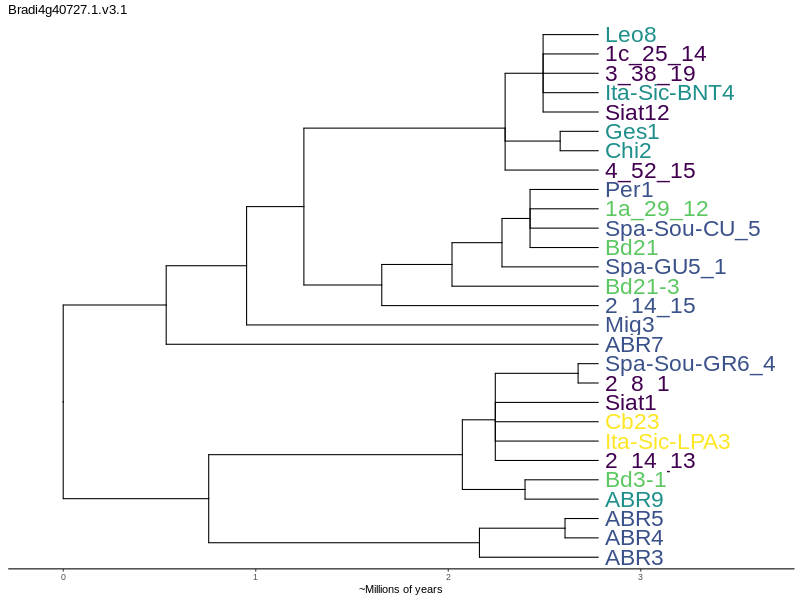 Bradi4g40727.1.v3.1
Leo8
1c_25_14
3_38_19
Ita-Sic-BNT4
Siat12
Ges1
Chi2
4_52_15
Per1
1a_29_12
Spa-Sou-CU_5
Bd21
Spa-GU5_1
Bd21-3
2_14_15
Mig3
ABR7
Spa-Sou-GR6_4
2_8_1
Siat1
Cb23
Ita-Sic-LPA3
2_14_13
Bd3-1
ABR9
ABR5
ABR4
ABR3
0 1 2 3
~Millions of years